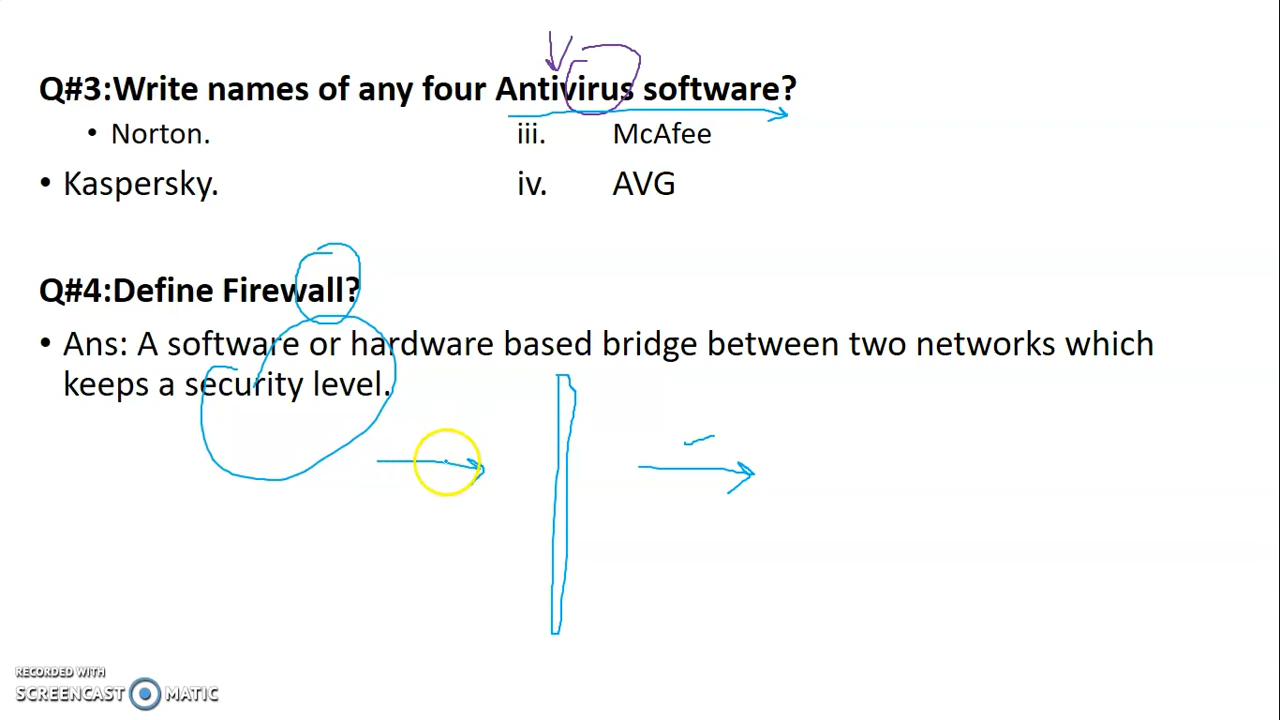 Q#3:Write names of any four Antivirus software?
• Norton. iii. McAfee
• Kaspersky. iv. AVG
Q#4:Define Firewall?
• Ans: A software or hardware based bridge between two networks which
keeps a security level.
RECORDED WITH
SCREENCAST MATIC